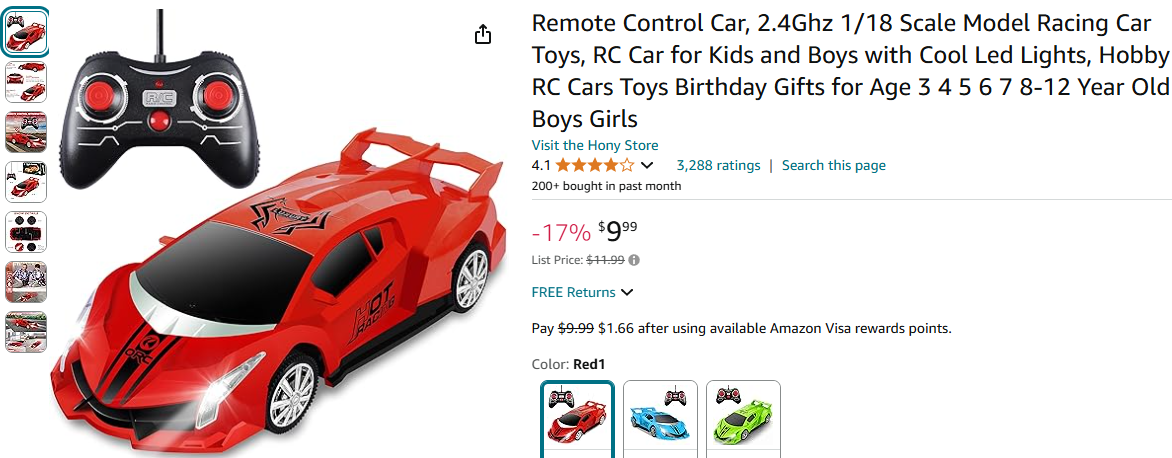 Remote Control Car, 2.4Ghz 1/18 Scale Model Racing Car
Toys, RC Car for Kids and Boys with Cool Led Lights, Hobby
RC Cars Toys Birthday Gifts for Age 3 4 5 6 7 8-12 Year Old
Boys Girls
Visit the Hony Store
4.1
3,288 ratings | Search this page
200+ bought in past month
-17% $999
List Price: $11.99
FREE Returns
Pay $9.99 $1.66 after using available Amazon Visa rewards points.
Color: Red1
R/C
HOT
RACING